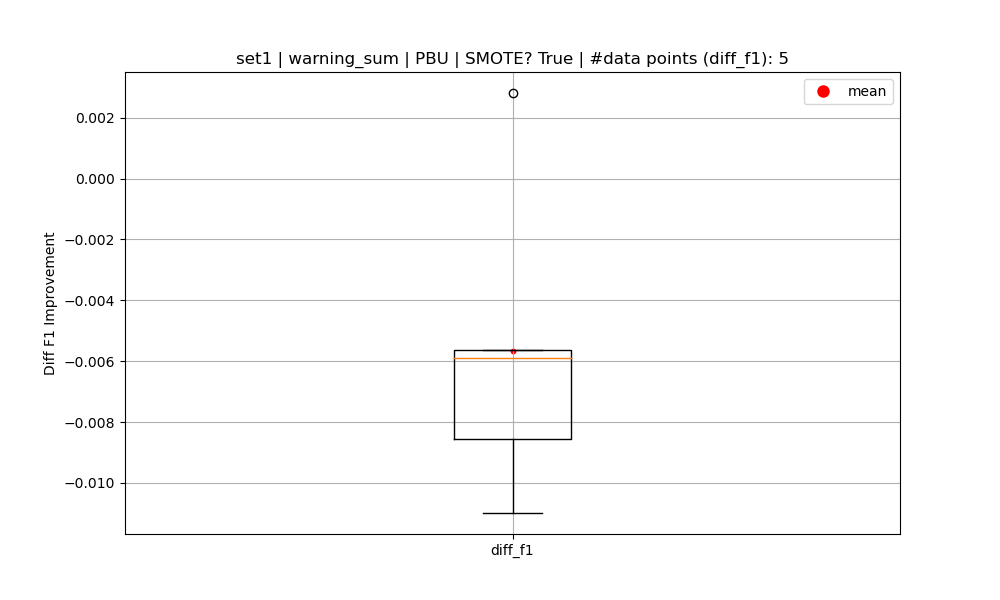 set1 | warning_sum | PBU | SMOTE? True | #data points (diff_f1): 5
mean
0.002
0.000
−0.002
−0.004
−0.006
−0.008
−0.010
Diff F1 Improvement
diff_f1